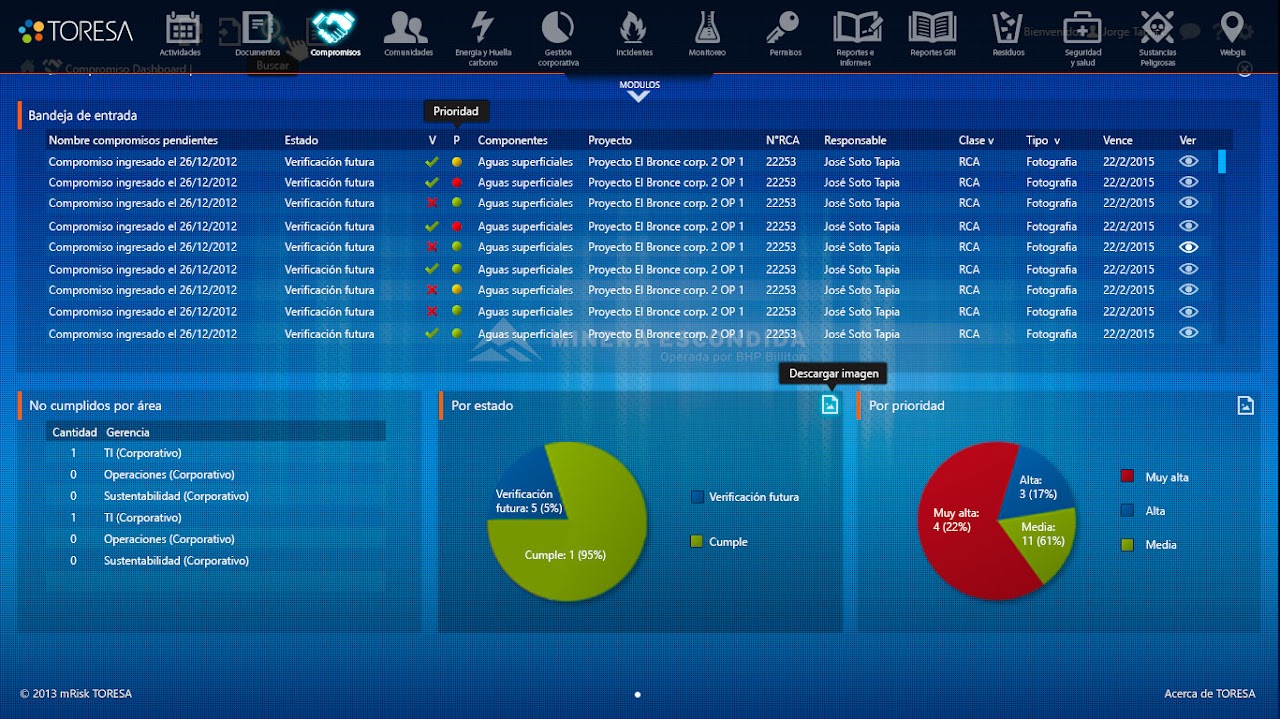 TORESA
Actividades
Documentos
Compromisos
Comunidades
Energía y Huella
carbono
Gestión
corporativa
Incidentes
Monitoreo
Permisos
Reportes e
Informes
Reportes GRI
Residuos
Seguridad
y salud
Sustancias
Peligrosas
Webgis
Bienvenido
Jorge
Compromiso Dashboard |
Buscar
MODULOS
Bandeja de entrada
Prioridad
Nombre compromisos pendientes Estado V P Componentes Proyecto N°RCA Responsable Clase v Tipo v Vence Ver
Compromiso ingresado el 26/12/2012 Verificación futura Aguas superficiales Proyecto El Bronce corp. 2 OP 1 22253 José Soto Tapia RCA Fotografia 22/2/2015
Compromiso ingresado el 26/12/2012 Verificación futura Aguas superficiales Proyecto El Bronce corp. 2 OP 1 22253 José Soto Tapia RCA Fotografia 22/2/2015
Compromiso ingresado el 26/12/2012 Verificación futura Aguas superficiales Proyecto El Bronce corp. 2 OP 1 22253 José Soto Tapia RCA Fotografia 22/2/2015
Compromiso ingresado el 26/12/2012 Verificación futura Aguas superficiales Proyecto El Bronce corp. 2 OP 1 22253 José Soto Tapia RCA Fotografia 22/2/2015
Compromiso ingresado el 26/12/2012 Verificación futura Aguas superficiales Proyecto El Bronce corp. 2 OP 1 22253 José Soto Tapia RCA Fotografia 22/2/2015
Compromiso ingresado el 26/12/2012 Verificación futura Aguas superficiales Proyecto El Bronce corp. 2 OP 1 22253 José Soto Tapia RCA Fotografia 22/2/2015
Compromiso ingresado el 26/12/2012 Verificación futura Aguas superficiales Proyecto El Bronce corp. 2 OP 1 22253 José Soto Tapia RCA Fotografia 22/2/2015
Compromiso ingresado el 26/12/2012 Verificación futura Aguas superficiales Proyecto El Bronce corp. 2 OP 1 22253 José Soto Tapia RCA Fotografia 22/2/2015
Compromiso ingresado el 26/12/2012 Verificación futura Aguas superficiales Proyecto El Bronce corp. 2 OP 1 22253 José Soto Tapia RCA Fotografia 22/2/2015
MINERA ESCONDIDA
Operada por BHP Billiton
Descargar imagen
No cumplidos por área
Cantidad Gerencia
1 TI (Corporativo)
0 Operaciones (Corporativo)
0 Sustentabilidad (Corporativo)
1 TI (Corporativo)
0 Operaciones (Corporativo)
0 Sustentabilidad (Corporativo)
Por estado
Verificación
futura: 5 (5%)
Cumple: 1 (95%)
Verificación futura
Cumple
Por prioridad
Alta:
3 (17%)
Muy alta:
4 (22%)
Media:
11 (61%)
Muy alta
Alta
Media
© 2013 mRisk TORESA
Acerca de TORESA